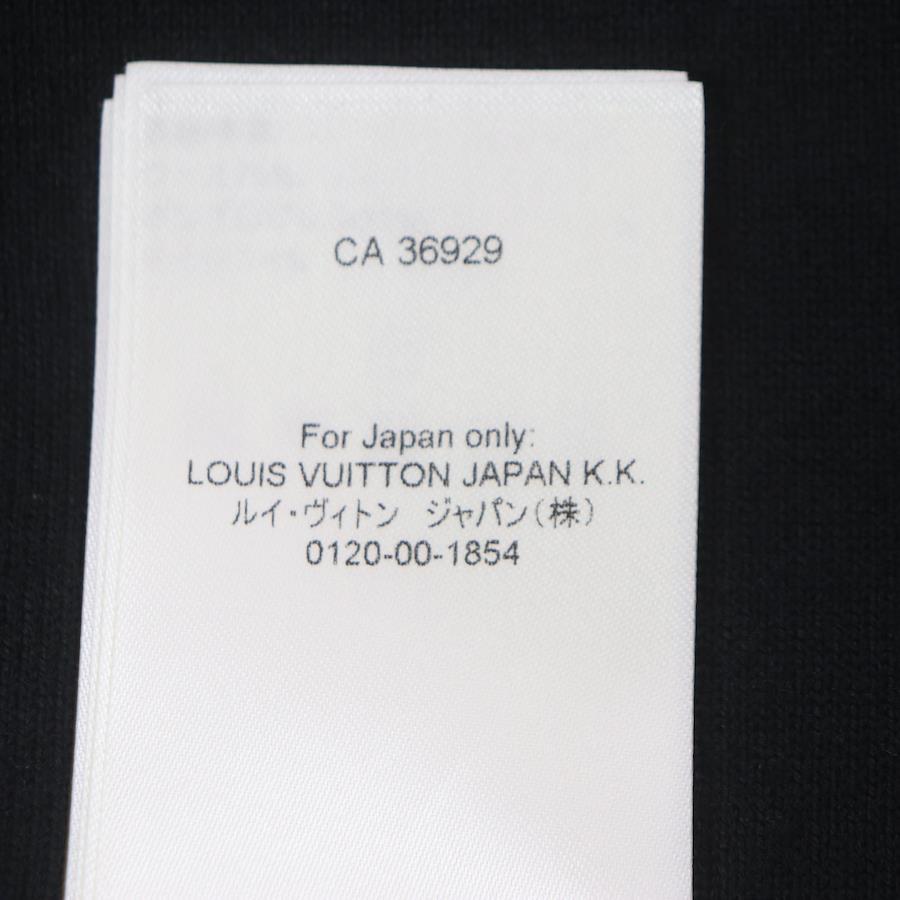 CA 36929
For Japan only:
LOUIS VUITTON JAPAN K.K.
ルイ・ヴィトン　ジャパン(株)
0120-00-1854